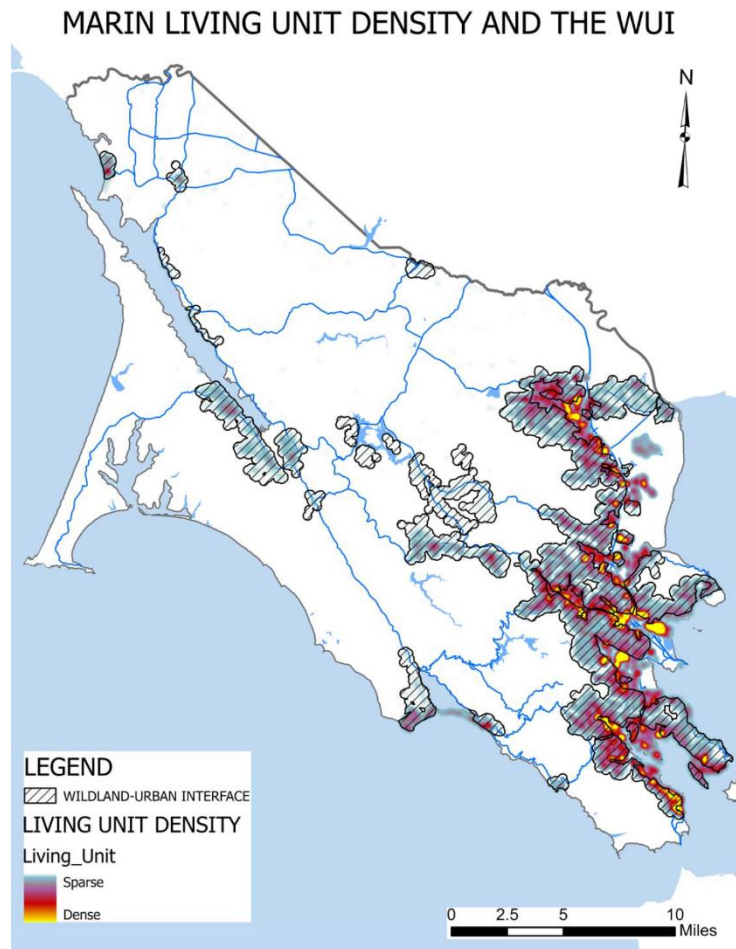 MARIN LIVING UNIT DENSITY AND THE WUI
N
LEGEND
WILDLAND-URBAN INTERFACE
LIVING UNIT DENSITY
Living_Unit
Sparse
Dense
0 2.5 5 10
Miles